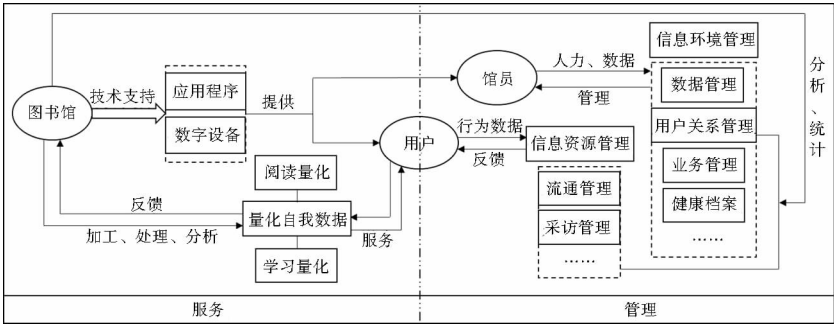 信息环境管理
人力、数据
馆员
管理
数据管理
分析、统计
技术支持
应用程序
提供
图书馆
数字设备
用户
行为数据
反馈
信息资源管理
用户关系管理
业务管理
健康档案
……
阅读量化
反馈
量化自我数据
加工、处理、分析
服务
学习量化
流通管理
采访管理
……
服务
管理